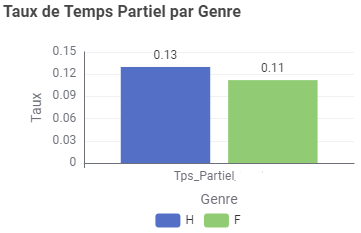 Taux de Temps Partiel par Genre
0.15
0.12
0.09
0.06
0.03
0
Taux
0.13
0.11
Tps_Partiel
Genre
H F